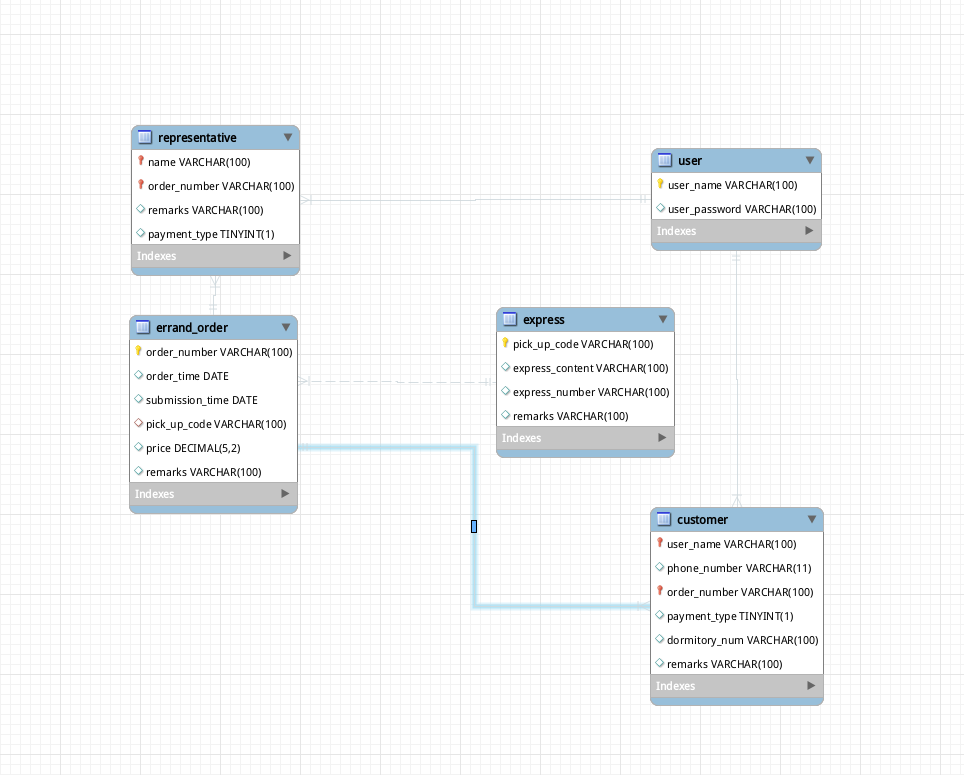 representative
name VARCHAR(100)
order_number VARCHAR(100)
remarks VARCHAR(100)
payment_type TINYINT(1)
Indexes
user
user_name VARCHAR(100)
user_password VARCHAR(100)
Indexes
errand_order
order_number VARCHAR(100)
order_time DATE
submission_time DATE
pick_up_code VARCHAR(100)
price DECIMAL(5,2)
remarks VARCHAR(100)
Indexes
express
pick_up_code VARCHAR(100)
express_content VARCHAR(100)
express_number VARCHAR(100)
remarks VARCHAR(100)
Indexes
customer
user_name VARCHAR(100)
phone_number VARCHAR(11)
order_number VARCHAR(100)
payment_type TINYINT(1)
dormitory_num VARCHAR(100)
remarks VARCHAR(100)
Indexes